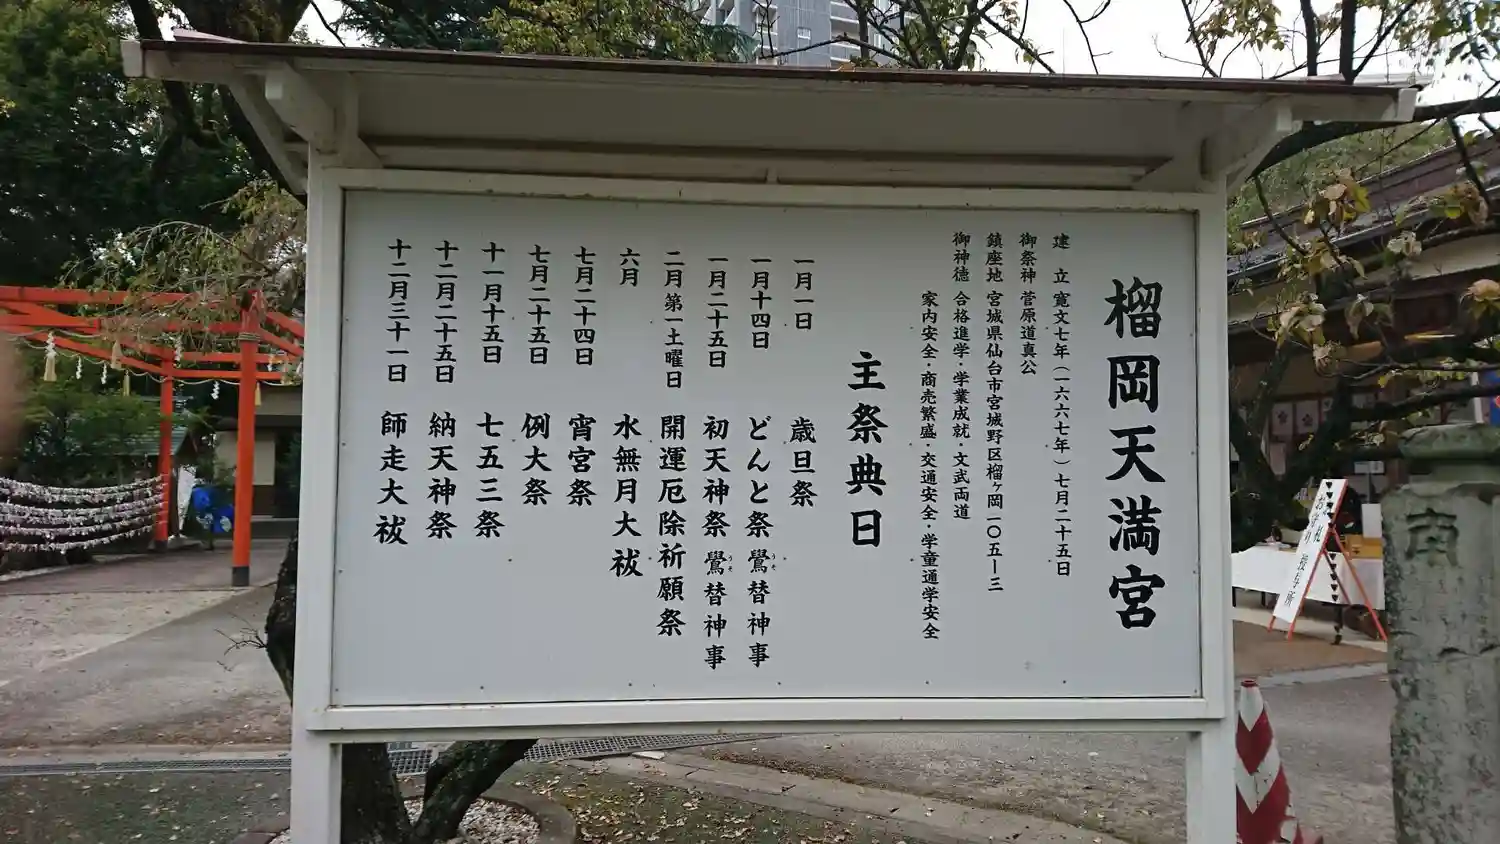 榴岡天満宮
建立 寛文七年（一六六七年）七月二十五日
御祭神 菅原道真公
鎮座地 宮城県仙台市宮城野区榴ヶ岡一〇五ー三
御神徳 合格進学・学業成就・文武両道
家内安全・商売繁盛・交通安全・学童通学安全
主祭典日
一月一日 歳旦祭
一月十四日 どんと祭 鷽替神事
うそ
一月二十五日 初天神祭 鷽替神事
うそ
二月第一土曜日 開運厄除祈願祭
六月 水無月大祓
七月二十四日 宵宮祭
七月二十五日 例大祭
十一月十五日 七五三祭
十二月二十五日 納天神祭
十二月三十一日 師走大祓